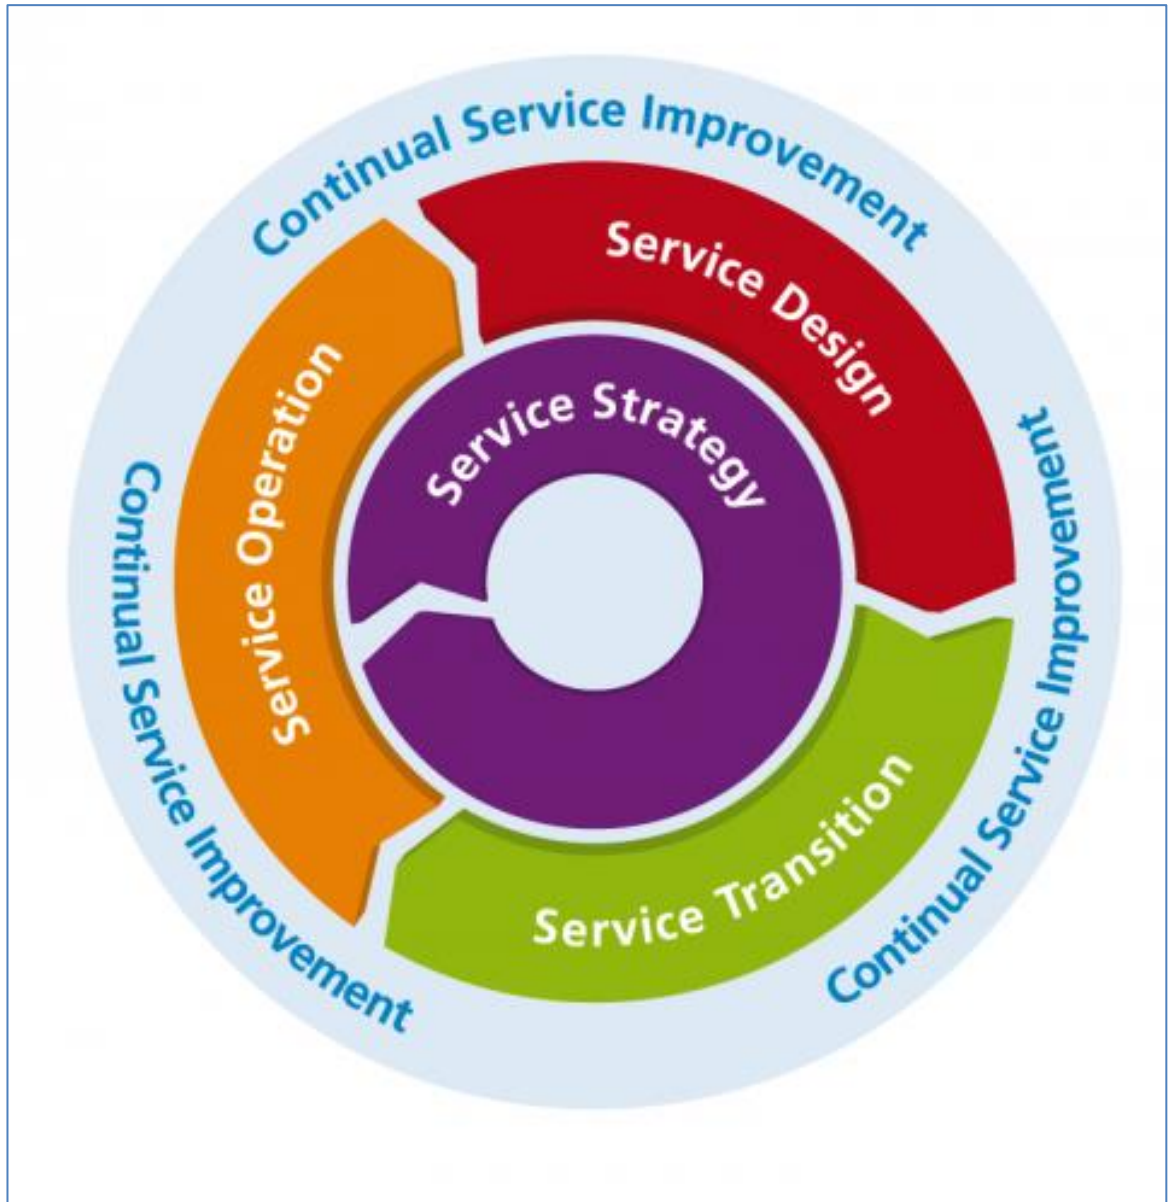 Continual Service Improvement
Service Design
Service Strategy
Service Operation
Service Transition
Continual Service Improvement
Continual Service Improvement